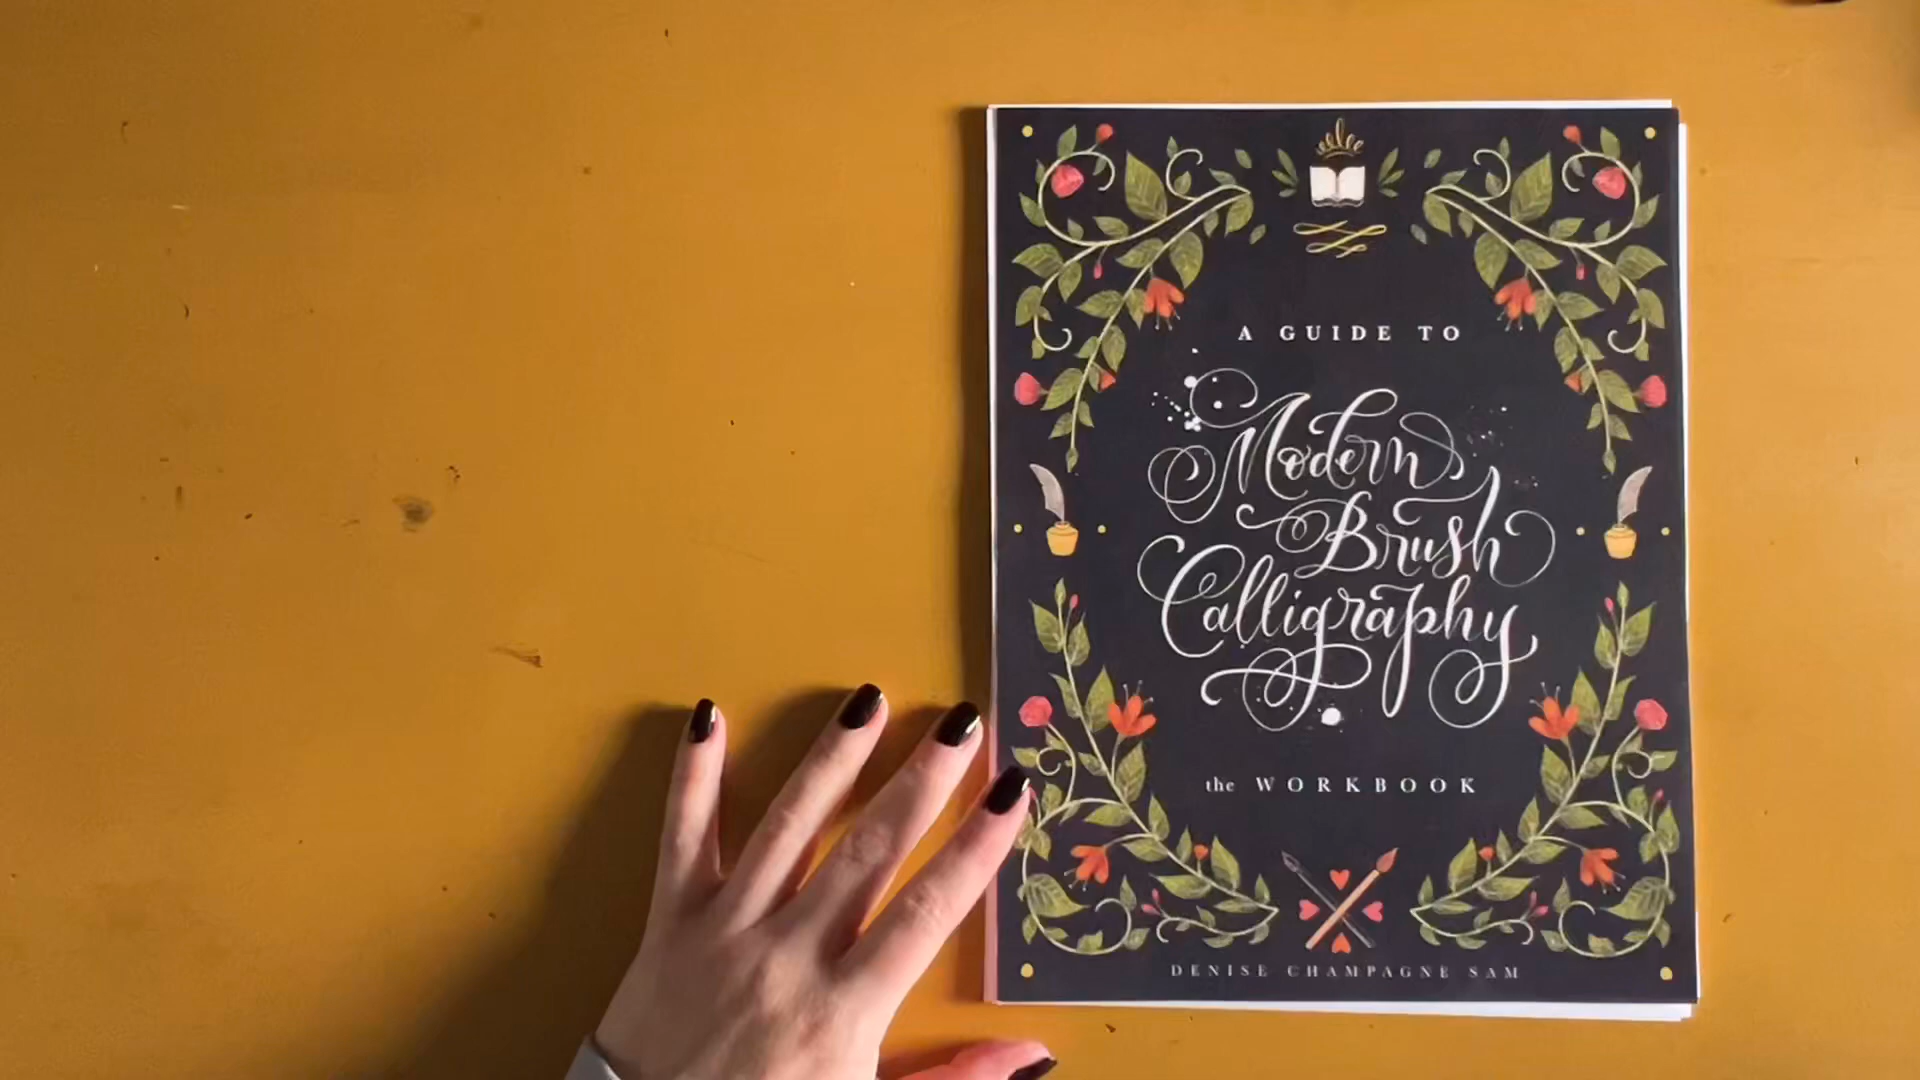 A GUIDE TO
Modern
Brush
Calligraphy
the WORKBOOK
DENISE CHAMPAGNE SAM